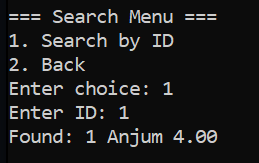 === Search Menu ===
1. Search by ID
2. Back
Enter choice: 1
Enter ID: 1
Found: 1 Anjum 4.00